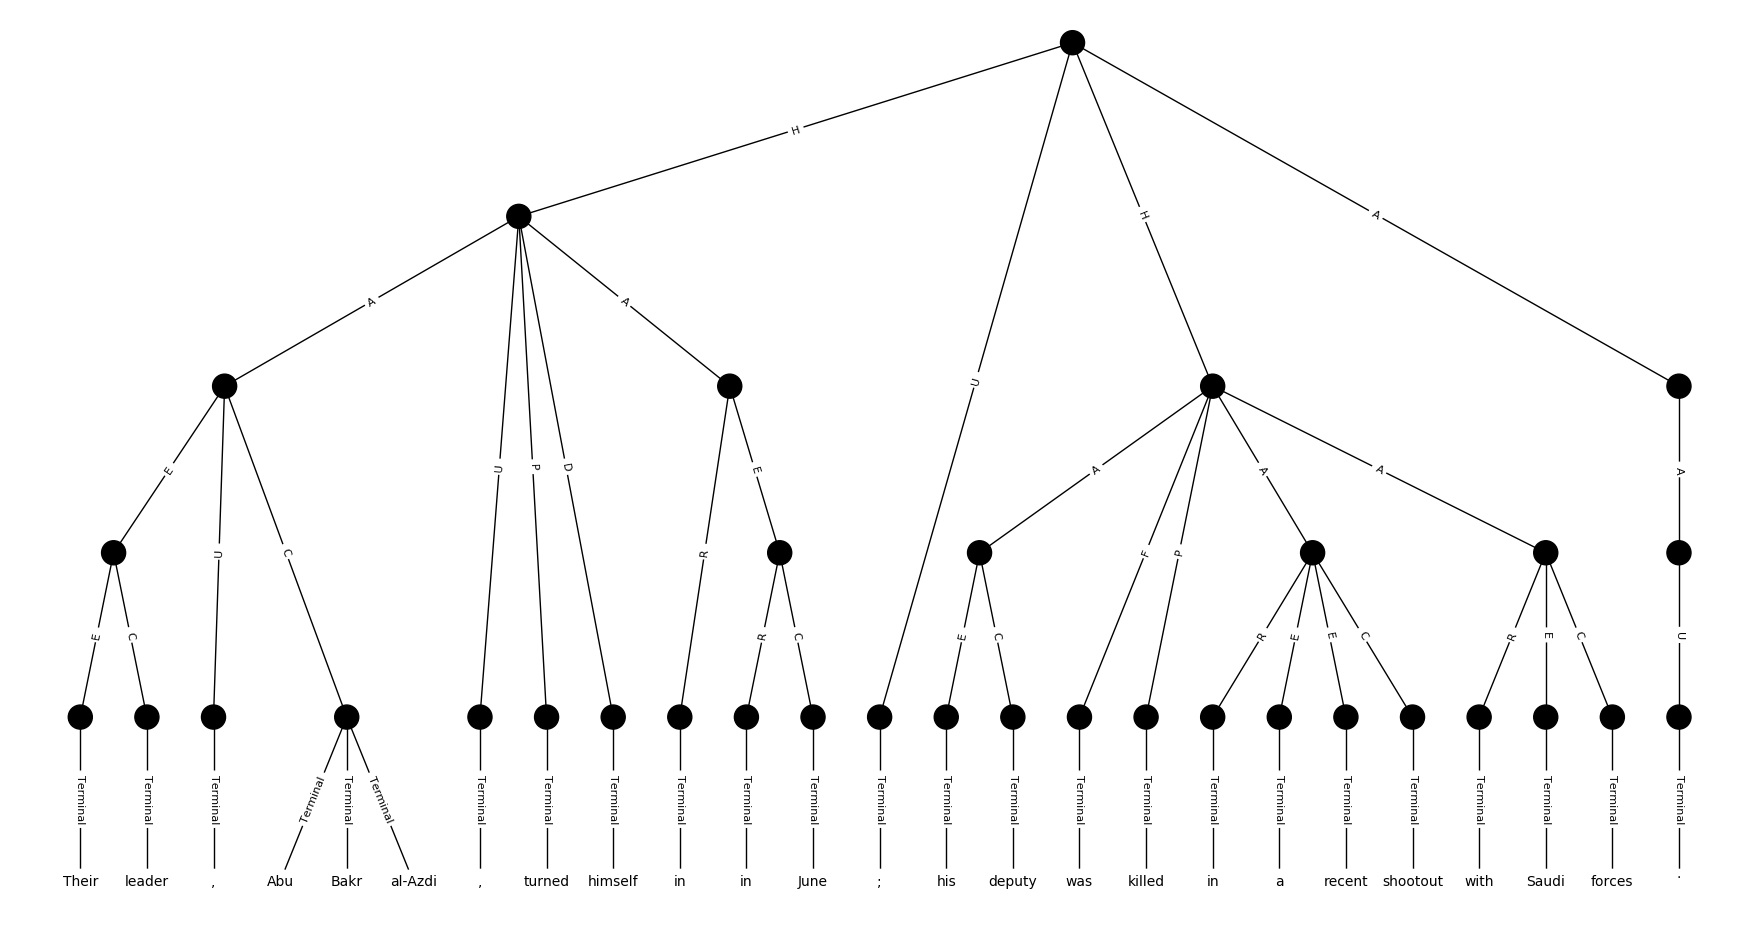 H
H
A
U
A
A
E
U
C
U
P
D
R
E
A
F
P
A
A
A
E
C
R
C
E
C
R
E
E
C
R
E
C
U
Terminal Terminal Terminal Terminal Terminal Terminal Terminal Terminal Terminal Terminal Terminal Terminal Terminal Terminal Terminal Terminal Terminal Terminal Terminal Terminal Terminal Terminal Terminal Terminal Terminal
Their leader , Abu Bakr al-Azdi , turned himself in in June ; his deputy was killed in a recent shootout with Saudi forces .